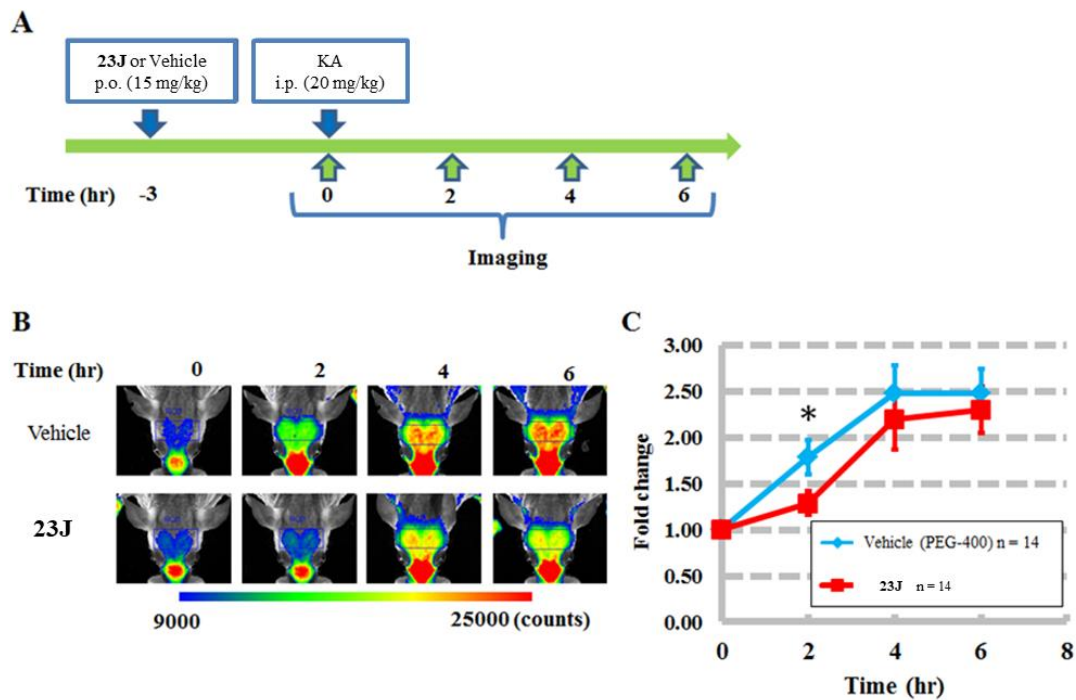 A
23J or Vehicle
p.o. (15 mg/kg)
KA
i.p. (20 mg/kg)
Time (hr) -3 0 2 4 6
Imaging
B
Time (hr) 0 2 4 6
Vehicle
23J
9000 25000 (counts)
C
3.00
2.50
2.00
1.50
1.00
0.50
0.00
Fold change
*
Vehicle (PEG-400) n = 14
23J n = 14
0 2 4 6 8
Time (hr)